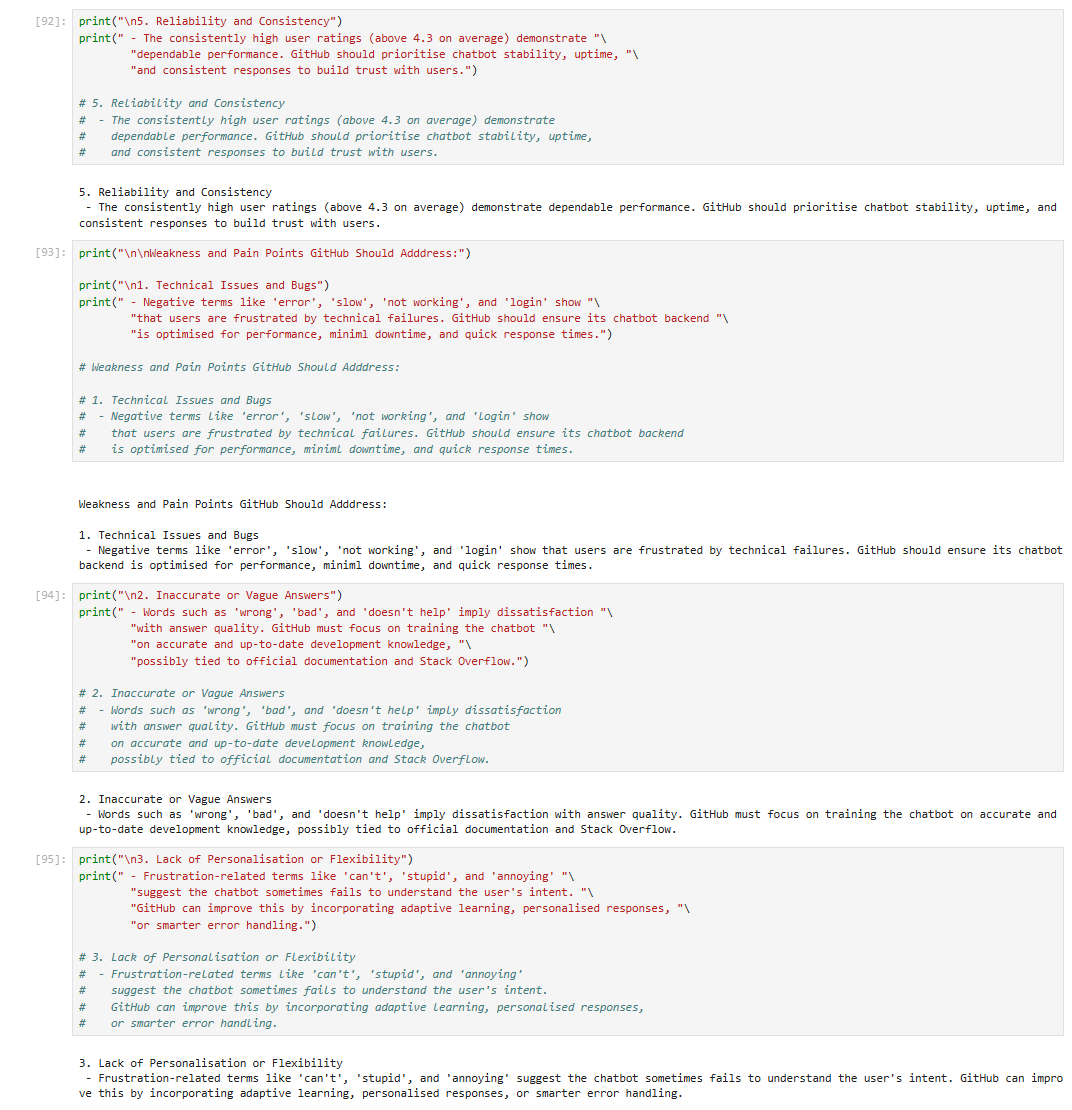 [92]: print("\n5. Reliability and Consistency")
print(" - The consistently high user ratings (above 4.3 on average) demonstrate "\
"dependable performance. GitHub should prioritise chatbot stability, uptime, "\
"and consistent responses to build trust with users.")
# 5. Reliability and Consistency
# - The consistently high user ratings (above 4.3 on average) demonstrate
# dependable performance. GitHub should prioritise chatbot stability, uptime,
# and consistent responses to build trust with users.
5. Reliability and Consistency
- The consistently high user ratings (above 4.3 on average) demonstrate dependable performance. GitHub should prioritise chatbot stability, uptime, and
consistent responses to build trust with users.
[93]: print("\n\nWeakness and Pain Points GitHub Should Adddress:")
print("\n1. Technical Issues and Bugs")
print(" - Negative terms like 'error', 'slow', 'not working', and 'login' show "\
"that users are frustrated by technical failures. GitHub should ensure its chatbot backend "\
"is optimised for performance, miniml downtime, and quick response times.")
# Weakness and Pain Points GitHub Should Adddress:
# 1. Technical Issues and Bugs
# - Negative terms like 'error', 'slow', 'not working', and 'login' show
# that users are frustrated by technical failures. GitHub should ensure its chatbot backend
# is optimised for performance, miniml downtime, and quick response times.
Weakness and Pain Points GitHub Should Adddress:
1. Technical Issues and Bugs
- Negative terms like 'error', 'slow', 'not working', and 'login' show that users are frustrated by technical failures. GitHub should ensure its chatbot
backend is optimised for performance, miniml downtime, and quick response times.
[94]: print("\n2. Inaccurate or Vague Answers")
print(" - Words such as 'wrong', 'bad', and 'doesn't help' imply dissatisfaction "\
"with answer quality. GitHub must focus on training the chatbot "\
"on accurate and up-to-date development knowledge, "\
"possibly tied to official documentation and Stack Overflow.")
# 2. Inaccurate or Vague Answers
# - Words such as 'wrong', 'bad', and 'doesn't help' imply dissatisfaction
# with answer quality. GitHub must focus on training the chatbot
# on accurate and up-to-date development knowledge,
# possibly tied to official documentation and Stack Overflow.
2. Inaccurate or Vague Answers
- Words such as 'wrong', 'bad', and 'doesn't help' imply dissatisfaction with answer quality. GitHub must focus on training the chatbot on accurate and
up-to-date development knowledge, possibly tied to official documentation and Stack Overflow.
[95]: print("\n3. Lack of Personalisation or Flexibility")
print(" - Frustration-related terms like 'can't', 'stupid', and 'annoying' "\
"suggest the chatbot sometimes fails to understand the user's intent. "\
"GitHub can improve this by incorporating adaptive learning, personalised responses, "\
"or smarter error handling.")
# 3. Lack of Personalisation or Flexibility
# - Frustration-related terms like 'can't', 'stupid', and 'annoying'
# suggest the chatbot sometimes fails to understand the user's intent.
# GitHub can improve this by incorporating adaptive learning, personalised responses,
# or smarter error handling.
3. Lack of Personalisation or Flexibility
- Frustration-related terms like 'can't', 'stupid', and 'annoying' suggest the chatbot sometimes fails to understand the user's intent. GitHub can impro
ve this by incorporating adaptive learning, personalised responses, or smarter error handling.